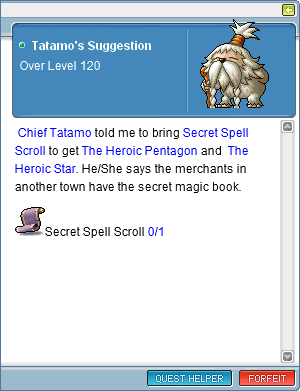 Tatamo's Suggestion
Over Level 120
Chief Tatamo told me to bring Secret Spell
Scroll to get The Heroic Pentagon and The
Heroic Star. He/She says the merchants in
another town have the secret magic book.
Secret Spell Scroll 0/1
QUEST HELPER
FORFEIT